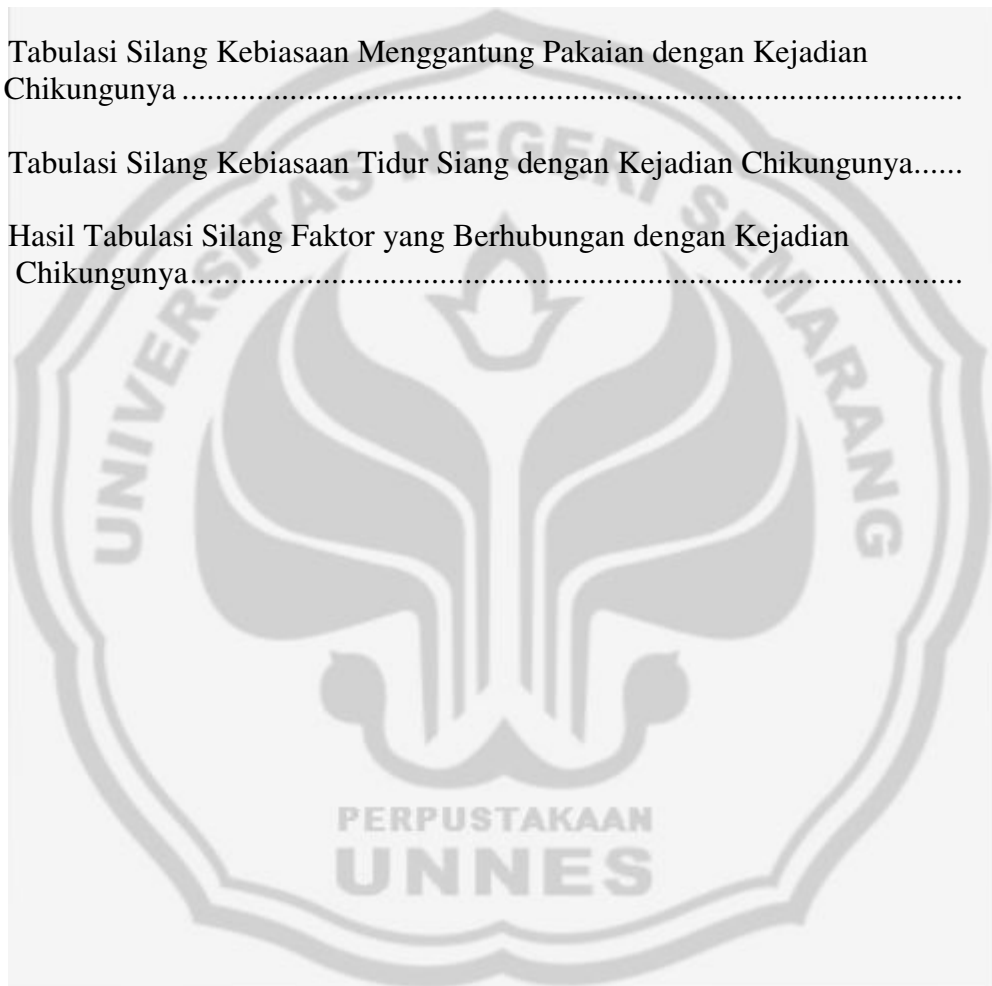 Tabulasi Silang Kebiasaan Menggantung Pakaian dengan Kejadian
Chikungunya ........................................................................................
Tabulasi Silang Kebiasaan Tidur Siang dengan Kejadian Chikungunya......
Hasil Tabulasi Silang Faktor yang Berhubungan dengan Kejadian
Chikungunya.......................................................................................
UNIVERSITAS NEGERI SEMARANG
PERPUSTAKAAN
UNNES